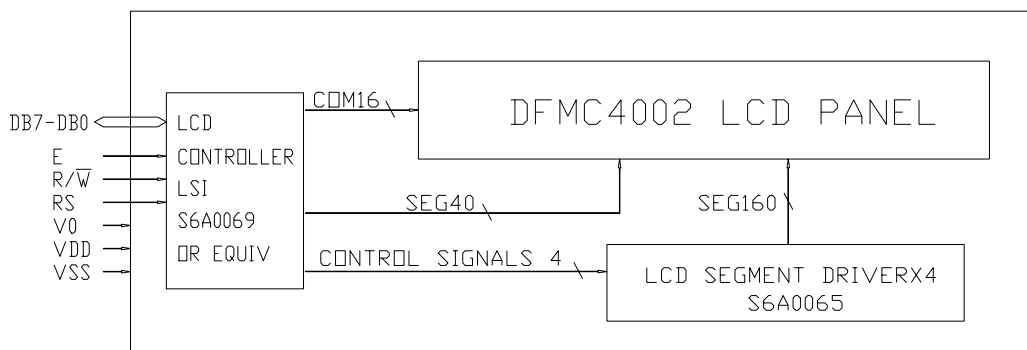 DB7-DB0
E
R/W̅
RS
V0
VDD
VSS
LCD
CONTROLLER
LSI
S6A0069
OR EQUIV
COM16
DFMC4002 LCD PANEL
SEG40
SEG160
CONTROL SIGNALS 4
LCD SEGMENT DRIVERX4
S6A0065